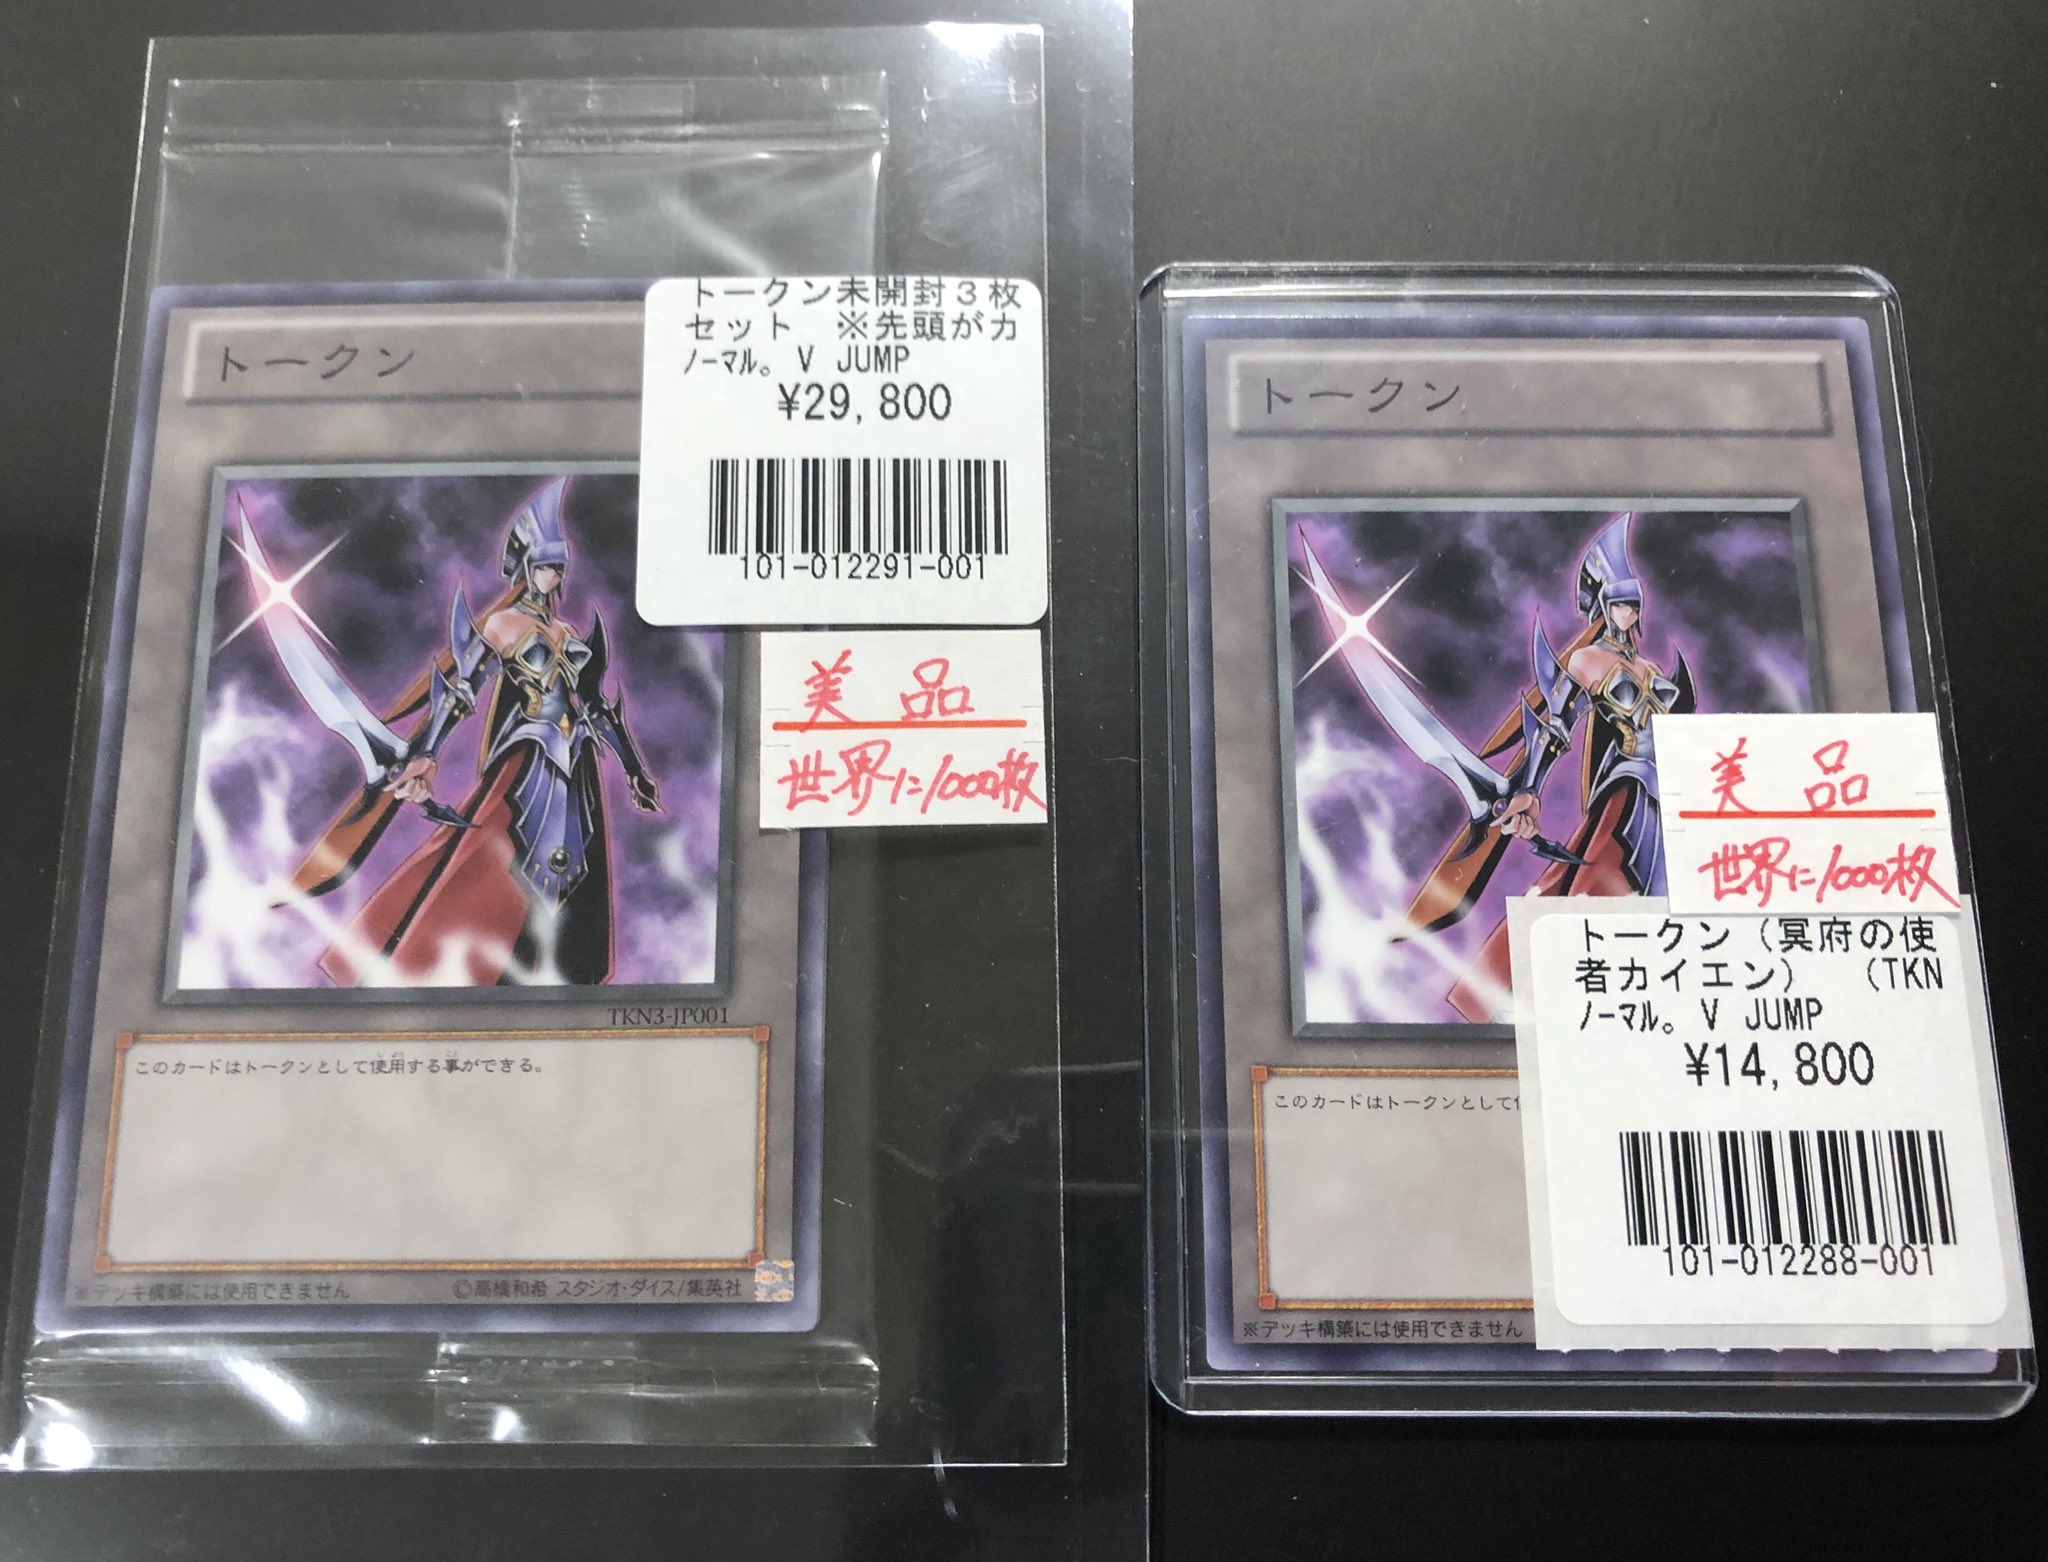 トークン
トークン未開封3枚
セット ※先頭がカ
ノーマル。 V JUMP
¥29,800
101-012291-001
美品
世界に1000枚
TKN3-JP001
このカードはトークンとして使用する事ができる。
※デッキ構築には使用できません
©高橋和希 スタジオ・ダイス/集英社
トークン
美品
世界に1000枚
トークン（冥府の使
者カイエン） （TKN
ノーマル。 V JUMP
¥14,800
101-012288-001
このカードはトークンとして
※デッキ構築には使用できません